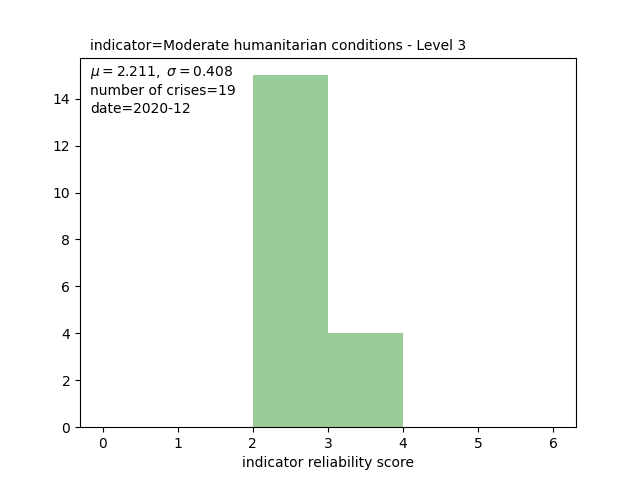 indicator=Moderate humanitarian conditions - Level 3
μ = 2.211, σ = 0.408
number of crises=19
date=2020-12
14
12
10
8
6
4
2
0
0 1 2 3 4 5 6
indicator reliability score